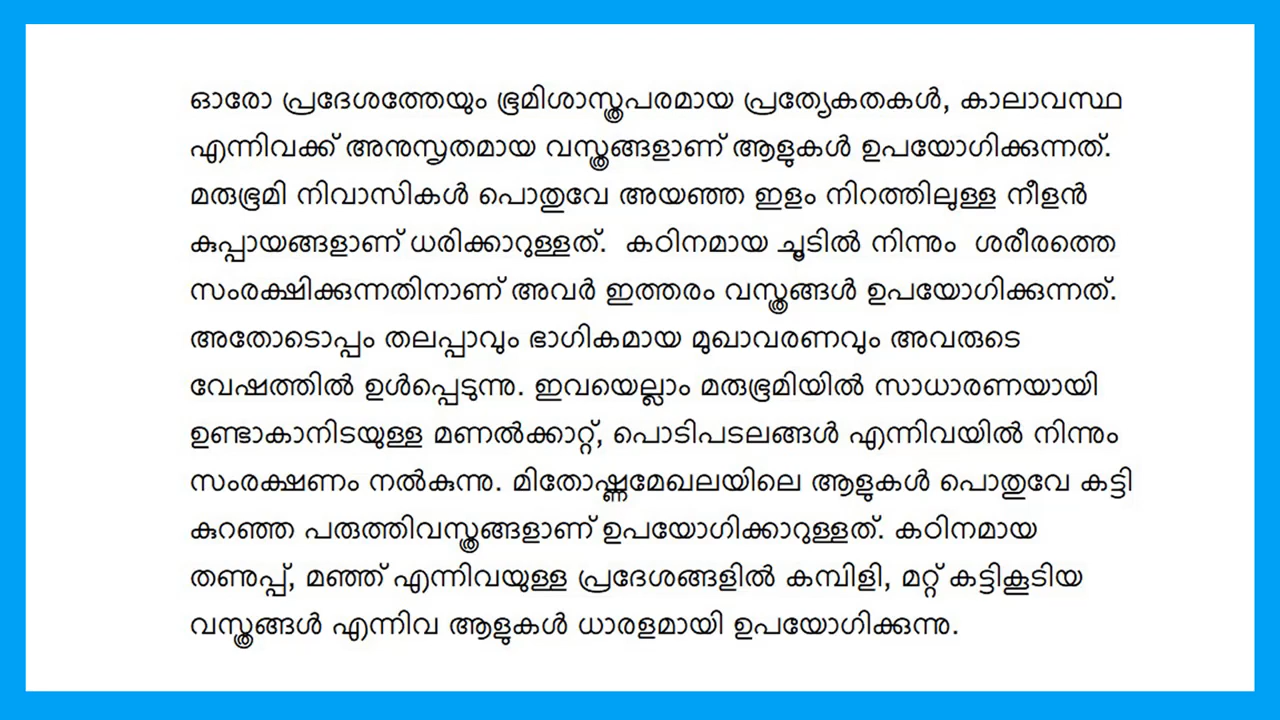 ഓരോ പ്രദേശത്തേയും ഭൂമിശാസ്ത്രപരമായ പ്രത്യേകതകൾ, കാലാവസ്ഥ
എന്നിവക്ക് അനുസൃതമായ വസ്ത്രങ്ങളാണ് ആളുകൾ ഉപയോഗിക്കുന്നത്.
മരുഭൂമി നിവാസികൾ പൊതുവേ അയഞ്ഞ ഇളം നിറത്തിലുള്ള നീളൻ
കുപ്പായങ്ങളാണ് ധരിക്കാറുള്ളത്.  കഠിനമായ ചൂടിൽ നിന്നും  ശരീരത്തെ
സംരക്ഷിക്കുന്നതിനാണ് അവർ ഇത്തരം വസ്ത്രങ്ങൾ ഉപയോഗിക്കുന്നത്.
അതോടൊപ്പം തലപ്പാവും ഭാഗികമായ മുഖാവരണവും അവരുടെ
വേഷത്തിൽ ഉൾപ്പെടുന്നു. ഇവയെല്ലാം മരുഭൂമിയിൽ സാധാരണയായി
ഉണ്ടാകാനിടയുള്ള മണൽക്കാറ്റ്, പൊടിപടലങ്ങൾ എന്നിവയിൽ നിന്നും
സംരക്ഷണം നൽകുന്നു. മിതോഷ്ണമേഖലയിലെ ആളുകൾ പൊതുവേ കട്ടി
കുറഞ്ഞ പരുത്തിവസ്ത്രങ്ങളാണ് ഉപയോഗിക്കാറുള്ളത്. കഠിനമായ
തണുപ്പ്, മഞ്ഞ് എന്നിവയുള്ള പ്രദേശങ്ങളിൽ കമ്പിളി, മറ്റ് കട്ടികൂടിയ
വസ്ത്രങ്ങൾ എന്നിവ ആളുകൾ ധാരളമായി ഉപയോഗിക്കുന്നു.